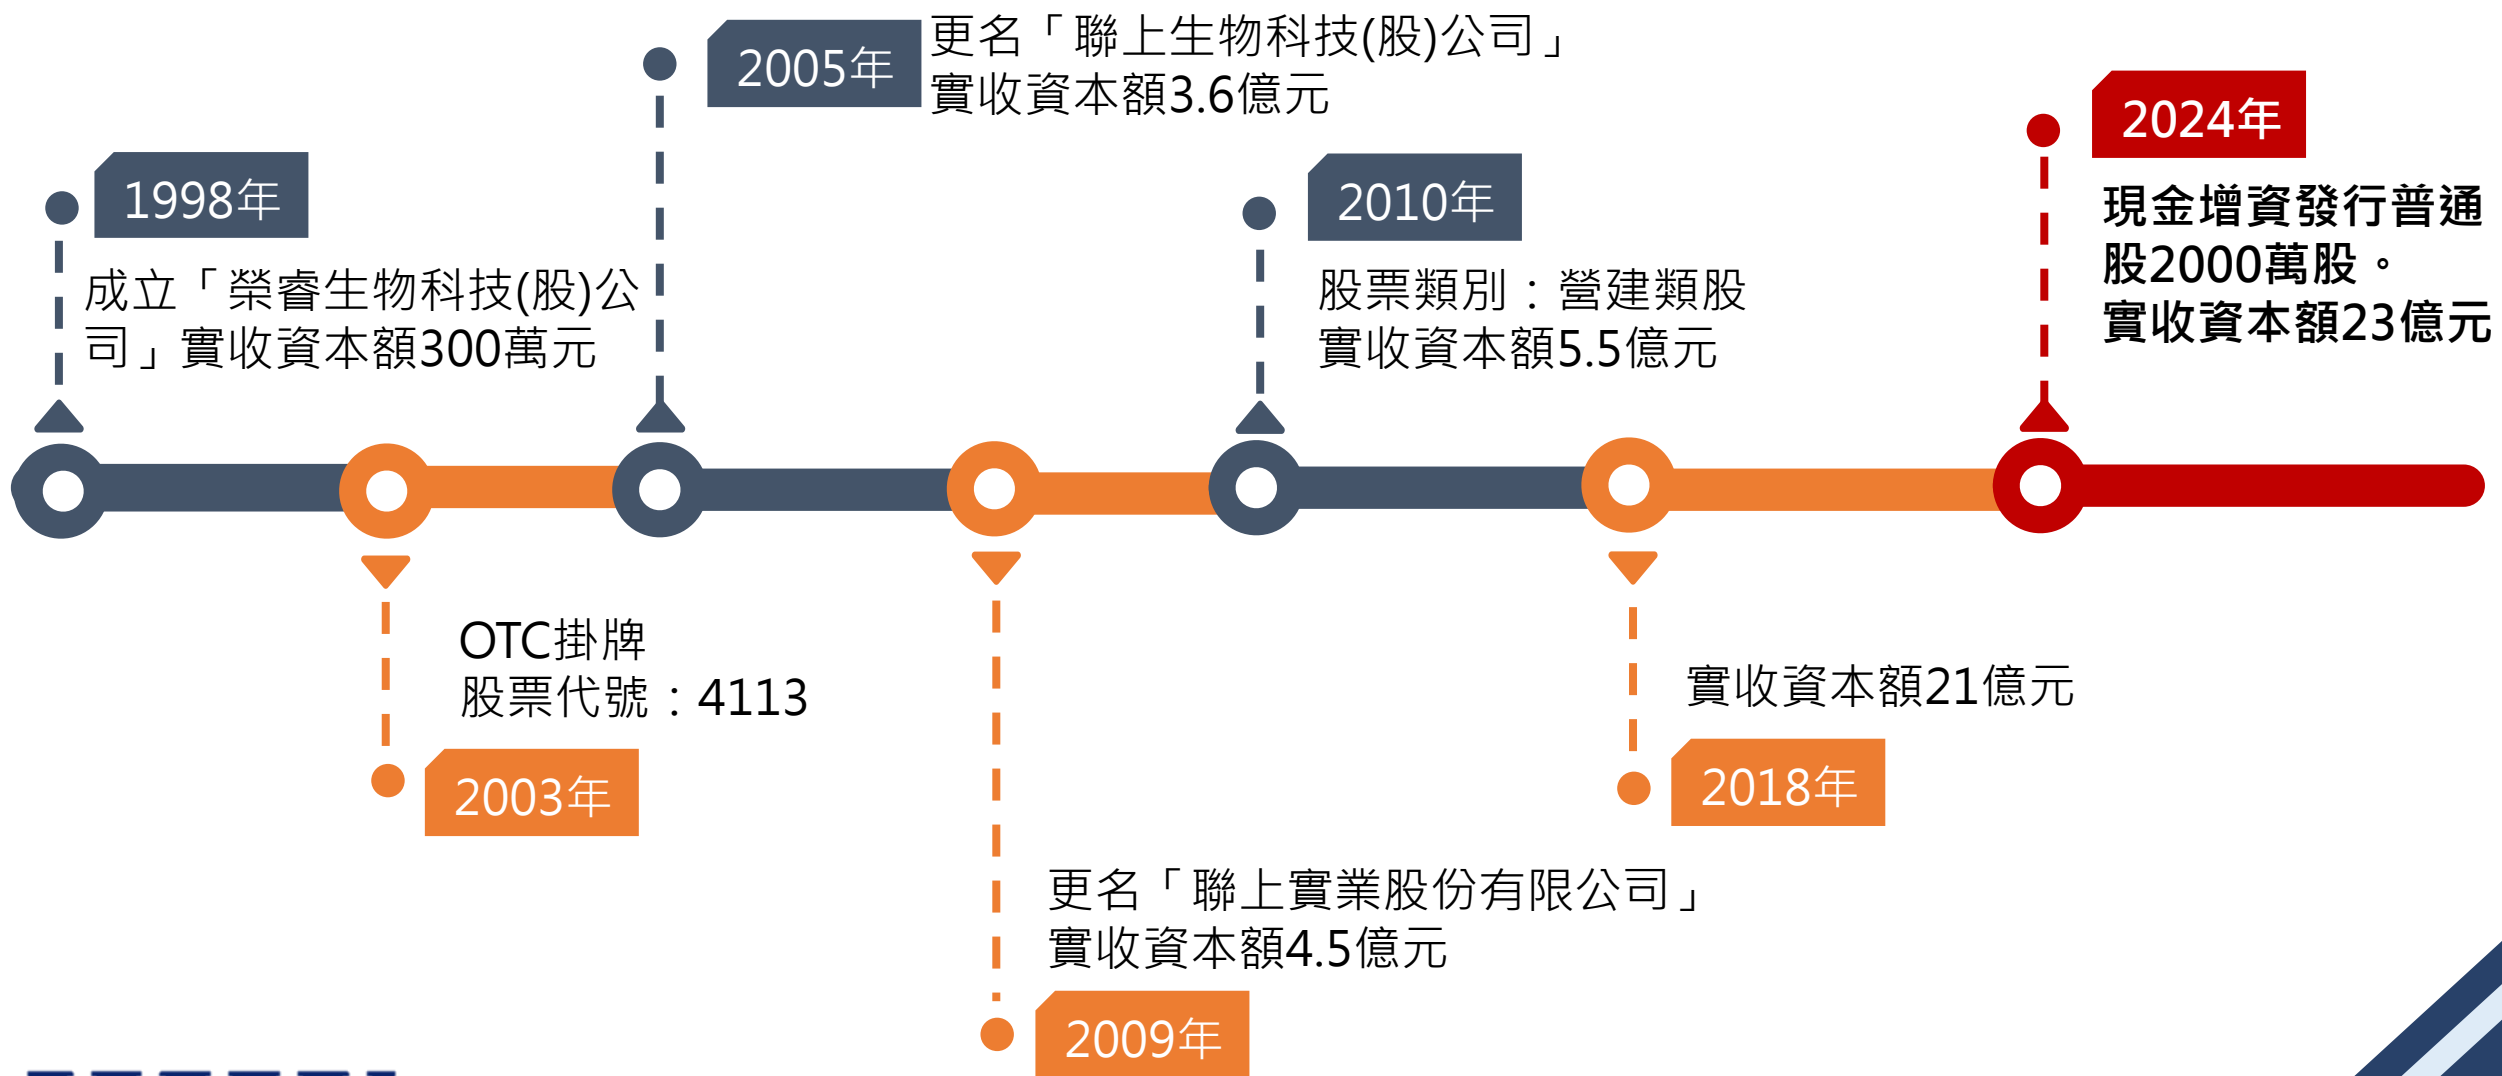 1998年
成立「榮睿生物科技(股)公
司」實收資本額300萬元
OTC掛牌
股票代號：4113
2003年
2005年
更名「聯上生物科技(股)公司」
實收資本額3.6億元
更名「聯上實業股份有限公司」
實收資本額4.5億元
2009年
2010年
股票類別：營建類股
實收資本額5.5億元
實收資本額21億元
2018年
2024年
現金增資發行普通
股2000萬股。
實收資本額23億元